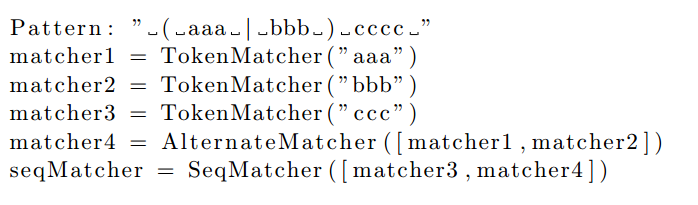 Pattern: ”␣(␣aaa␣|␣bbb␣)␣cccc␣”
matcher1 = TokenMatcher(”aaa”)
matcher2 = TokenMatcher(”bbb”)
matcher3 = TokenMatcher(”ccc”)
matcher4 = AlternateMatcher([matcher1,matcher2])
seqMatcher = SeqMatcher([matcher3,matcher4])